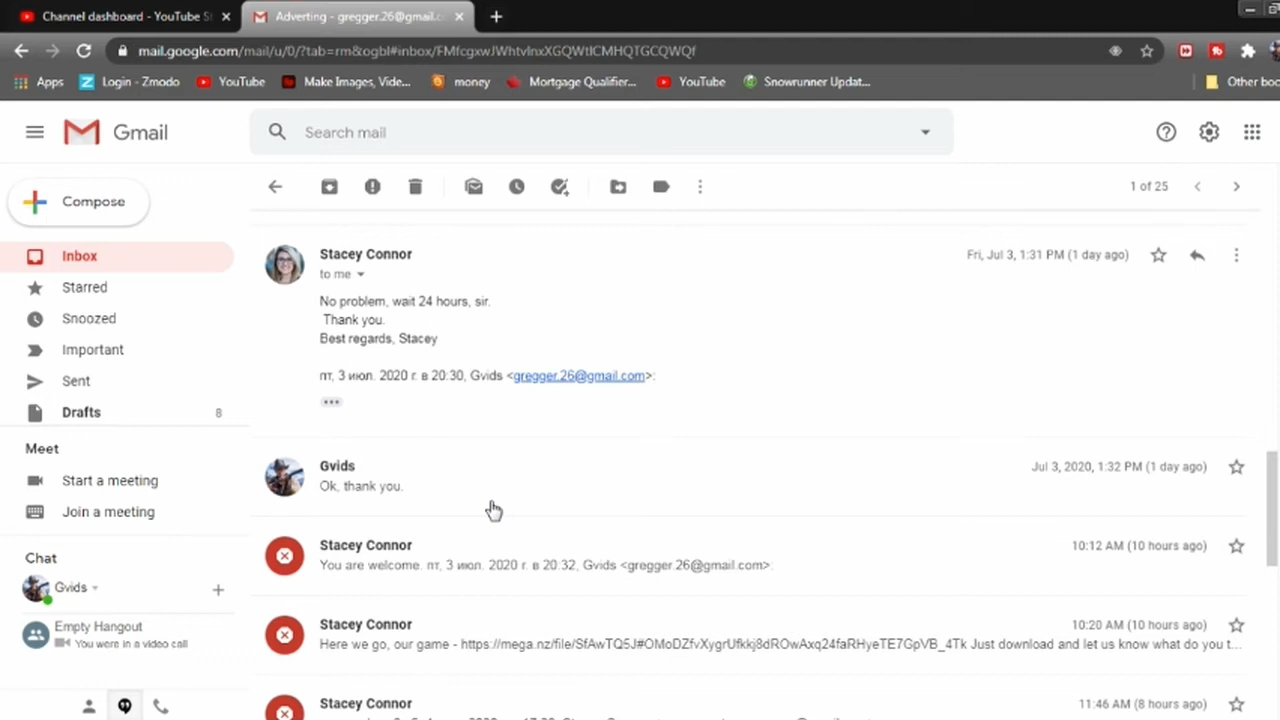 Channel dashboard - YouTube S
Adverting - gregger.26@gmail.c
mail.google.com/mail/u/0/?tab=rm&ogbl#inbox/
Apps
Login - Zmodo
YouTube
Make Images, Vide...
money
Mortgage Qualifier...
YouTube
Snowrunner Updat...
Other boo
Gmail
Search mail
Compose
1 of 25
Inbox
Starred
Snoozed
Important
Sent
Drafts
8
Meet
Start a meeting
Join a meeting
Chat
Gvids
Empty Hangout
You were in a video call
Stacey Connor
Fri, Jul 3, 1:31 PM (1 day ago)
to me
No problem, wait 24 hours, sir.
Thank you.
Best regards, Stacey
пт, 3 июл. 2020 г. в 20:30, Gvids <gregger.26@gmail.com>:
Gvids
Jul 3, 2020, 1:32 PM (1 day ago)
Ok, thank you.
Stacey Connor
10:12 AM (10 hours ago)
You are welcome. пт, 3 июл. 2020 г. в 20:32, Gvids <gregger.26@gmail.com>:
Stacey Connor
10:20 AM (10 hours ago)
Here we go, our game - https://mega.nz/file/ Just download and let us know what do you t...
Stacey Connor
11:46 AM (8 hours ago)